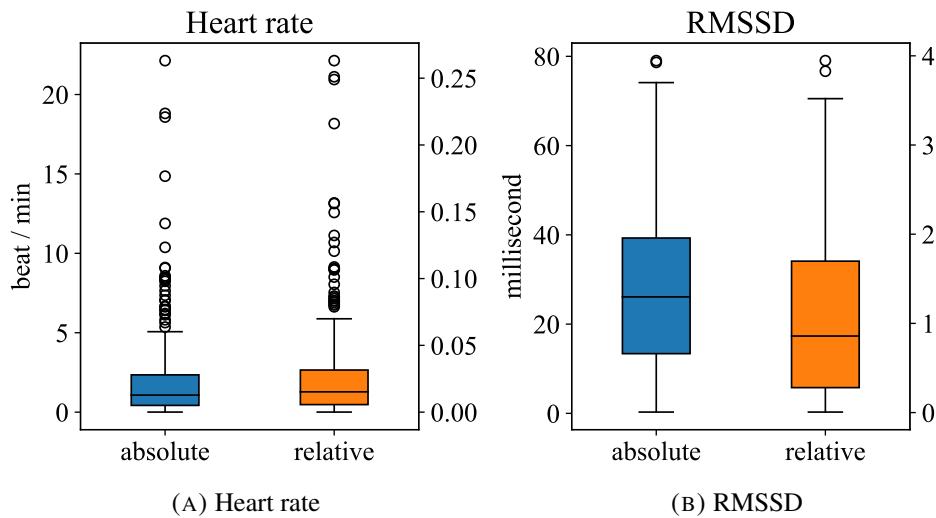 Heart rate
RMSSD
beat / min
20
15
10
5
0
0.25
0.20
0.15
0.10
0.05
0.00
absolute
relative
millisecond
80
60
40
20
0
4
3
2
1
0
absolute
relative
(A) Heart rate
(B) RMSSD